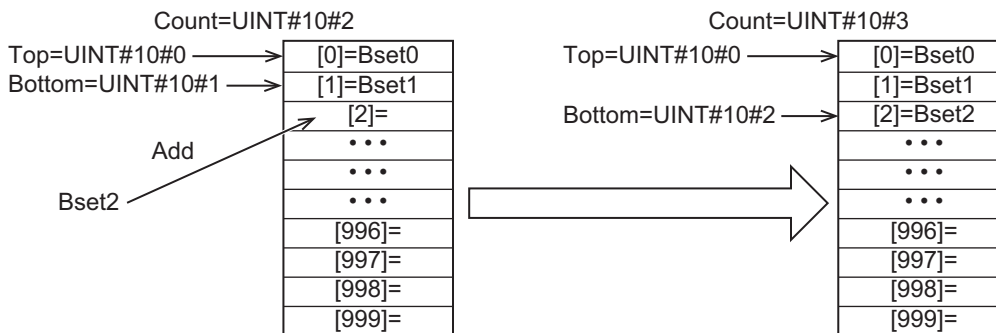 Count=UINT#10#2
Top=UINT#10#0
Bottom=UINT#10#1
[0]=Bset0
[1]=Bset1
[2]=
• • •
• • •
• • •
[996]=
[997]=
[998]=
[999]=
Add
Bset2
Count=UINT#10#3
Top=UINT#10#0
Bottom=UINT#10#2
[0]=Bset0
[1]=Bset1
[2]=Bset2
• • •
• • •
• • •
[996]=
[997]=
[998]=
[999]=